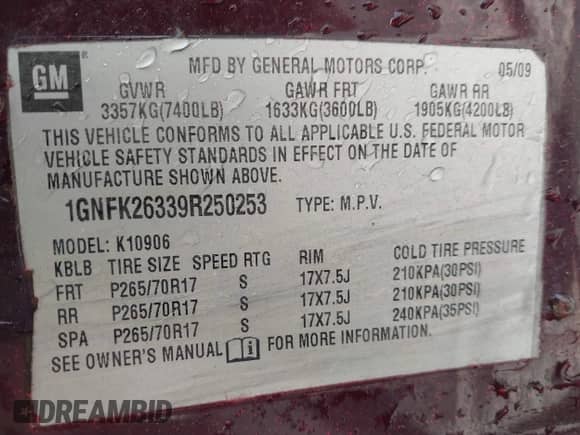 GM ®
MFD BY GENERAL MOTORS CORP. 05/09
GVWR GAWR FRT GAWR RR
3357KG(7400LB) 1633KG(3600LB) 1905KG(4200LB)
THIS VEHICLE CONFORMS TO ALL APPLICABLE U.S. FEDERAL MOTOR
VEHICLE SAFETY STANDARDS IN EFFECT ON THE DATE OF
MANUFACTURE SHOWN ABOVE.
1GNFK26339R250253 TYPE: M.P.V.
MODEL: K10906
KBLB TIRE SIZE SPEED RTG RIM COLD TIRE PRESSURE
FRT P265/70R17 S 17X7.5J 210KPA(30PSI)
RR P265/70R17 S 17X7.5J 210KPA(30PSI)
SPA P265/70R17 S 17X7.5J 240KPA(35PSI)
SEE OWNER'S MANUAL i FOR MORE INFORMATION.
DREAMBID